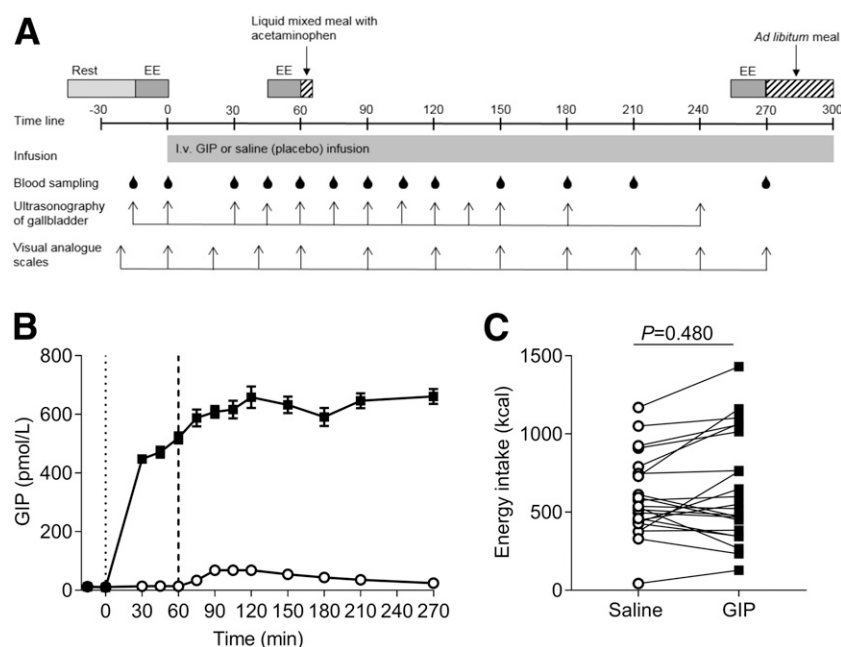 A
Liquid mixed meal with
acetaminophen
Ad libitum meal
Rest EE EE EE
-30 0 30 60 90 120 150 180 210 240 270 300
Time line
Infusion I.v. GIP or saline (placebo) infusion
Blood sampling
Ultrasonography
of gallbladder
Visual analogue
scales
B
GIP (pmol/L)
800
600
400
200
0
0 30 60 90 120 150 180 210 240 270
Time (min)
C
P=0.480
Energy intake (kcal)
1500
1000
500
0
Saline GIP